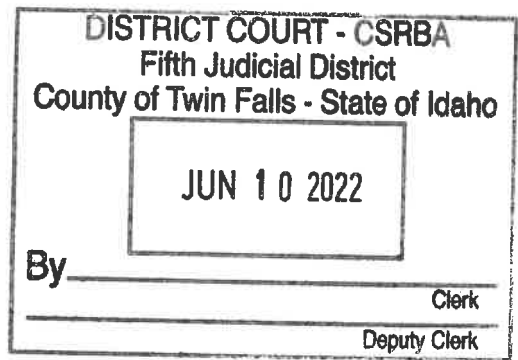 DISTRICT COURT - CSRBA
Fifth Judicial District
County of Twin Falls - State of Idaho
JUN 10 2022
By
Clerk
Deputy Clerk